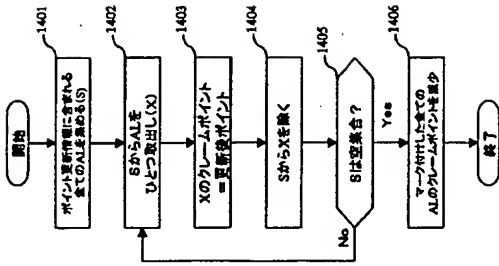 開始
1401
ポイント更新情報に含まれる
全てのALを集める(S)
1402
SからALを
ひとつ取出し(X)
1403
Xのクレームポイント
=更新後ポイント
1404
SからXを除く
1405
Sは空集合?
No
Yes
1406
マーク付けした全ての
ALのクレームポイントを減少
終了